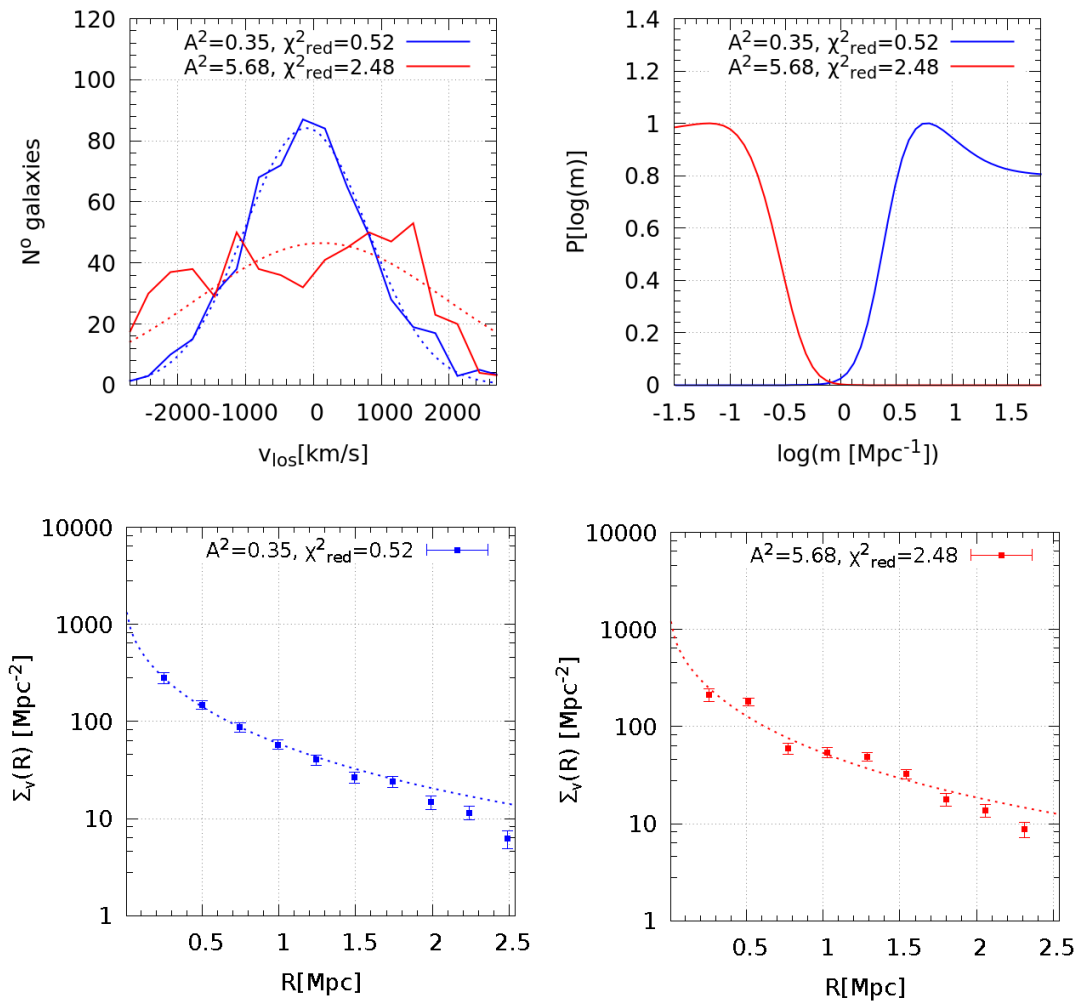 A²=0.35, χ²red=0.52
A²=5.68, χ²red=2.48
Nº galaxies
120
100
80
60
40
20
0
-2000 -1000 0 1000 2000
vlos[km/s]
A²=0.35, χ²red=0.52
A²=5.68, χ²red=2.48
P[log(m)]
1.4
1.2
1
0.8
0.6
0.4
0.2
0
-1.5 -1 -0.5 0 0.5 1 1.5
log(m [Mpc⁻¹])
A²=0.35, χ²red=0.52
Σv(R) [Mpc⁻²]
10000
1000
100
10
1
0.5 1 1.5 2 2.5
R[Mpc]
A²=5.68, χ²red=2.48
Σv(R) [Mpc⁻²]
10000
1000
100
10
1
0.5 1 1.5 2 2.5
R[Mpc]